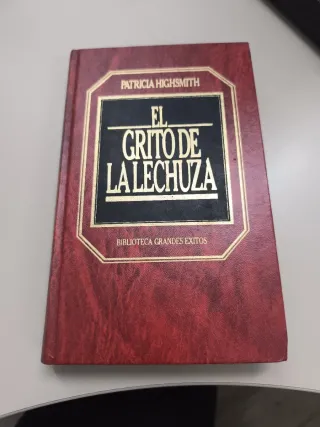 PATRICIA HIGHSMITH
EL
GRITO DE
LA LECHUZA
BIBLIOTECA GRANDES EXITOS